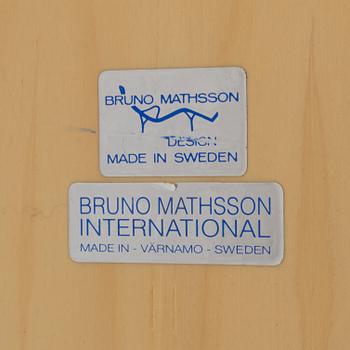 BRUNO MATHSSON
DESIGN
MADE IN SWEDEN
BRUNO MATHSSON
INTERNATIONAL
MADE IN - VÄRNAMO - SWEDEN